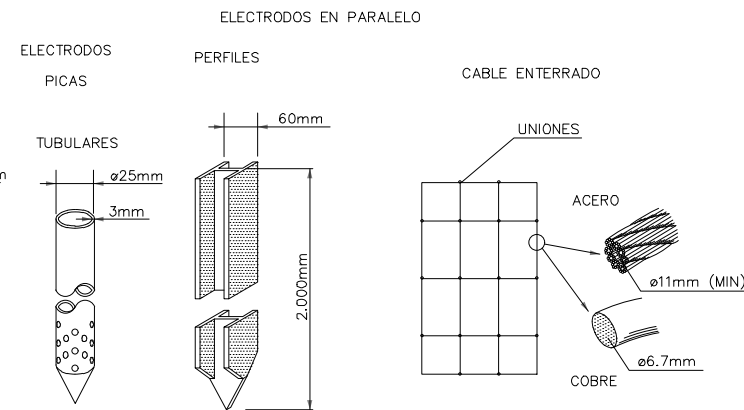 ELECTRODOS EN PARALELO
ELECTRODOS
PICAS
TUBULARES
ø25mm
3mm
PERFILES
60mm
2.000mm
CABLE ENTERRADO
UNIONES
ACERO
ø11mm (MIN)
ø6.7mm
COBRE